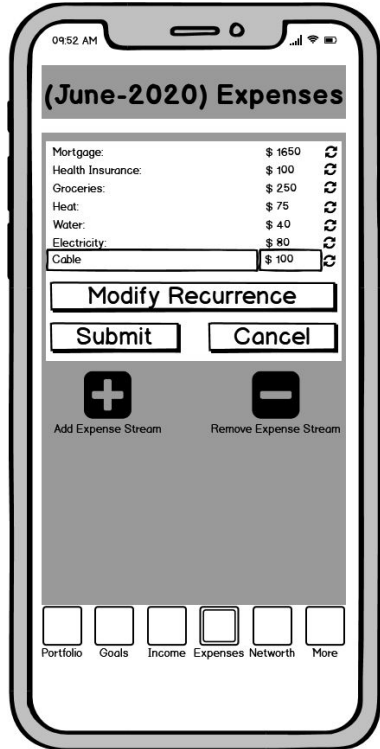 09:52 AM
(June-2020) Expenses
Mortgage: $ 1650
Health Insurance: $ 100
Groceries: $ 250
Heat: $ 75
Water: $ 40
Electricity: $ 80
Cable $ 100
Modify Recurrence
Submit Cancel
Add Expense Stream Remove Expense Stream
Portfolio Goals Income Expenses Networth More